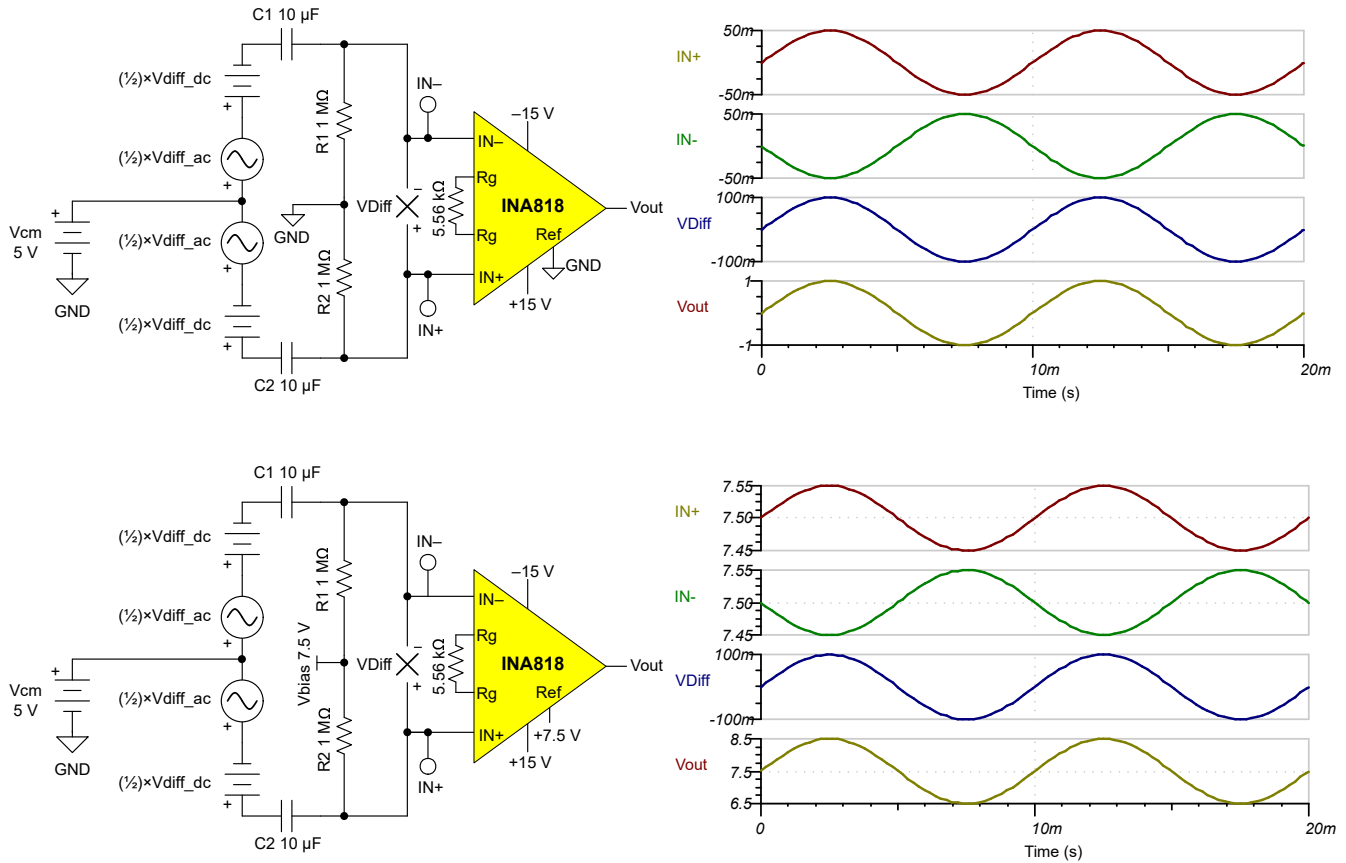 C1 10 µF
(½)×Vdiff_dc
+
(½)×Vdiff_ac
+
+
Vcm
5 V
GND
+
(½)×Vdiff_ac
(½)×Vdiff_dc
+
C2 10 µF
R1 1 MΩ
GND
R2 1 MΩ
IN–
VDiff
-
+
IN+
–15 V
IN–
Rg
5.56 kΩ
INA818
Rg
Ref
GND
IN+
+15 V
Vout
IN+
50m
-50m
IN-
50m
-50m
VDiff
100m
-100m
Vout
1
-1
0
10m
20m
Time (s)
C1 10 µF
(½)×Vdiff_dc
+
(½)×Vdiff_ac
+
+
Vcm
5 V
GND
+
(½)×Vdiff_ac
(½)×Vdiff_dc
+
C2 10 µF
R1 1 MΩ
Vbias 7.5 V
R2 1 MΩ
IN–
VDiff
-
+
IN+
–15 V
IN–
Rg
5.56 kΩ
INA818
Rg
Ref
+7.5 V
IN+
+15 V
Vout
IN+
7.55
7.50
7.45
IN-
7.55
7.50
7.45
VDiff
100m
-100m
Vout
8.5
7.5
6.5
0
10m
20m
Time (s)